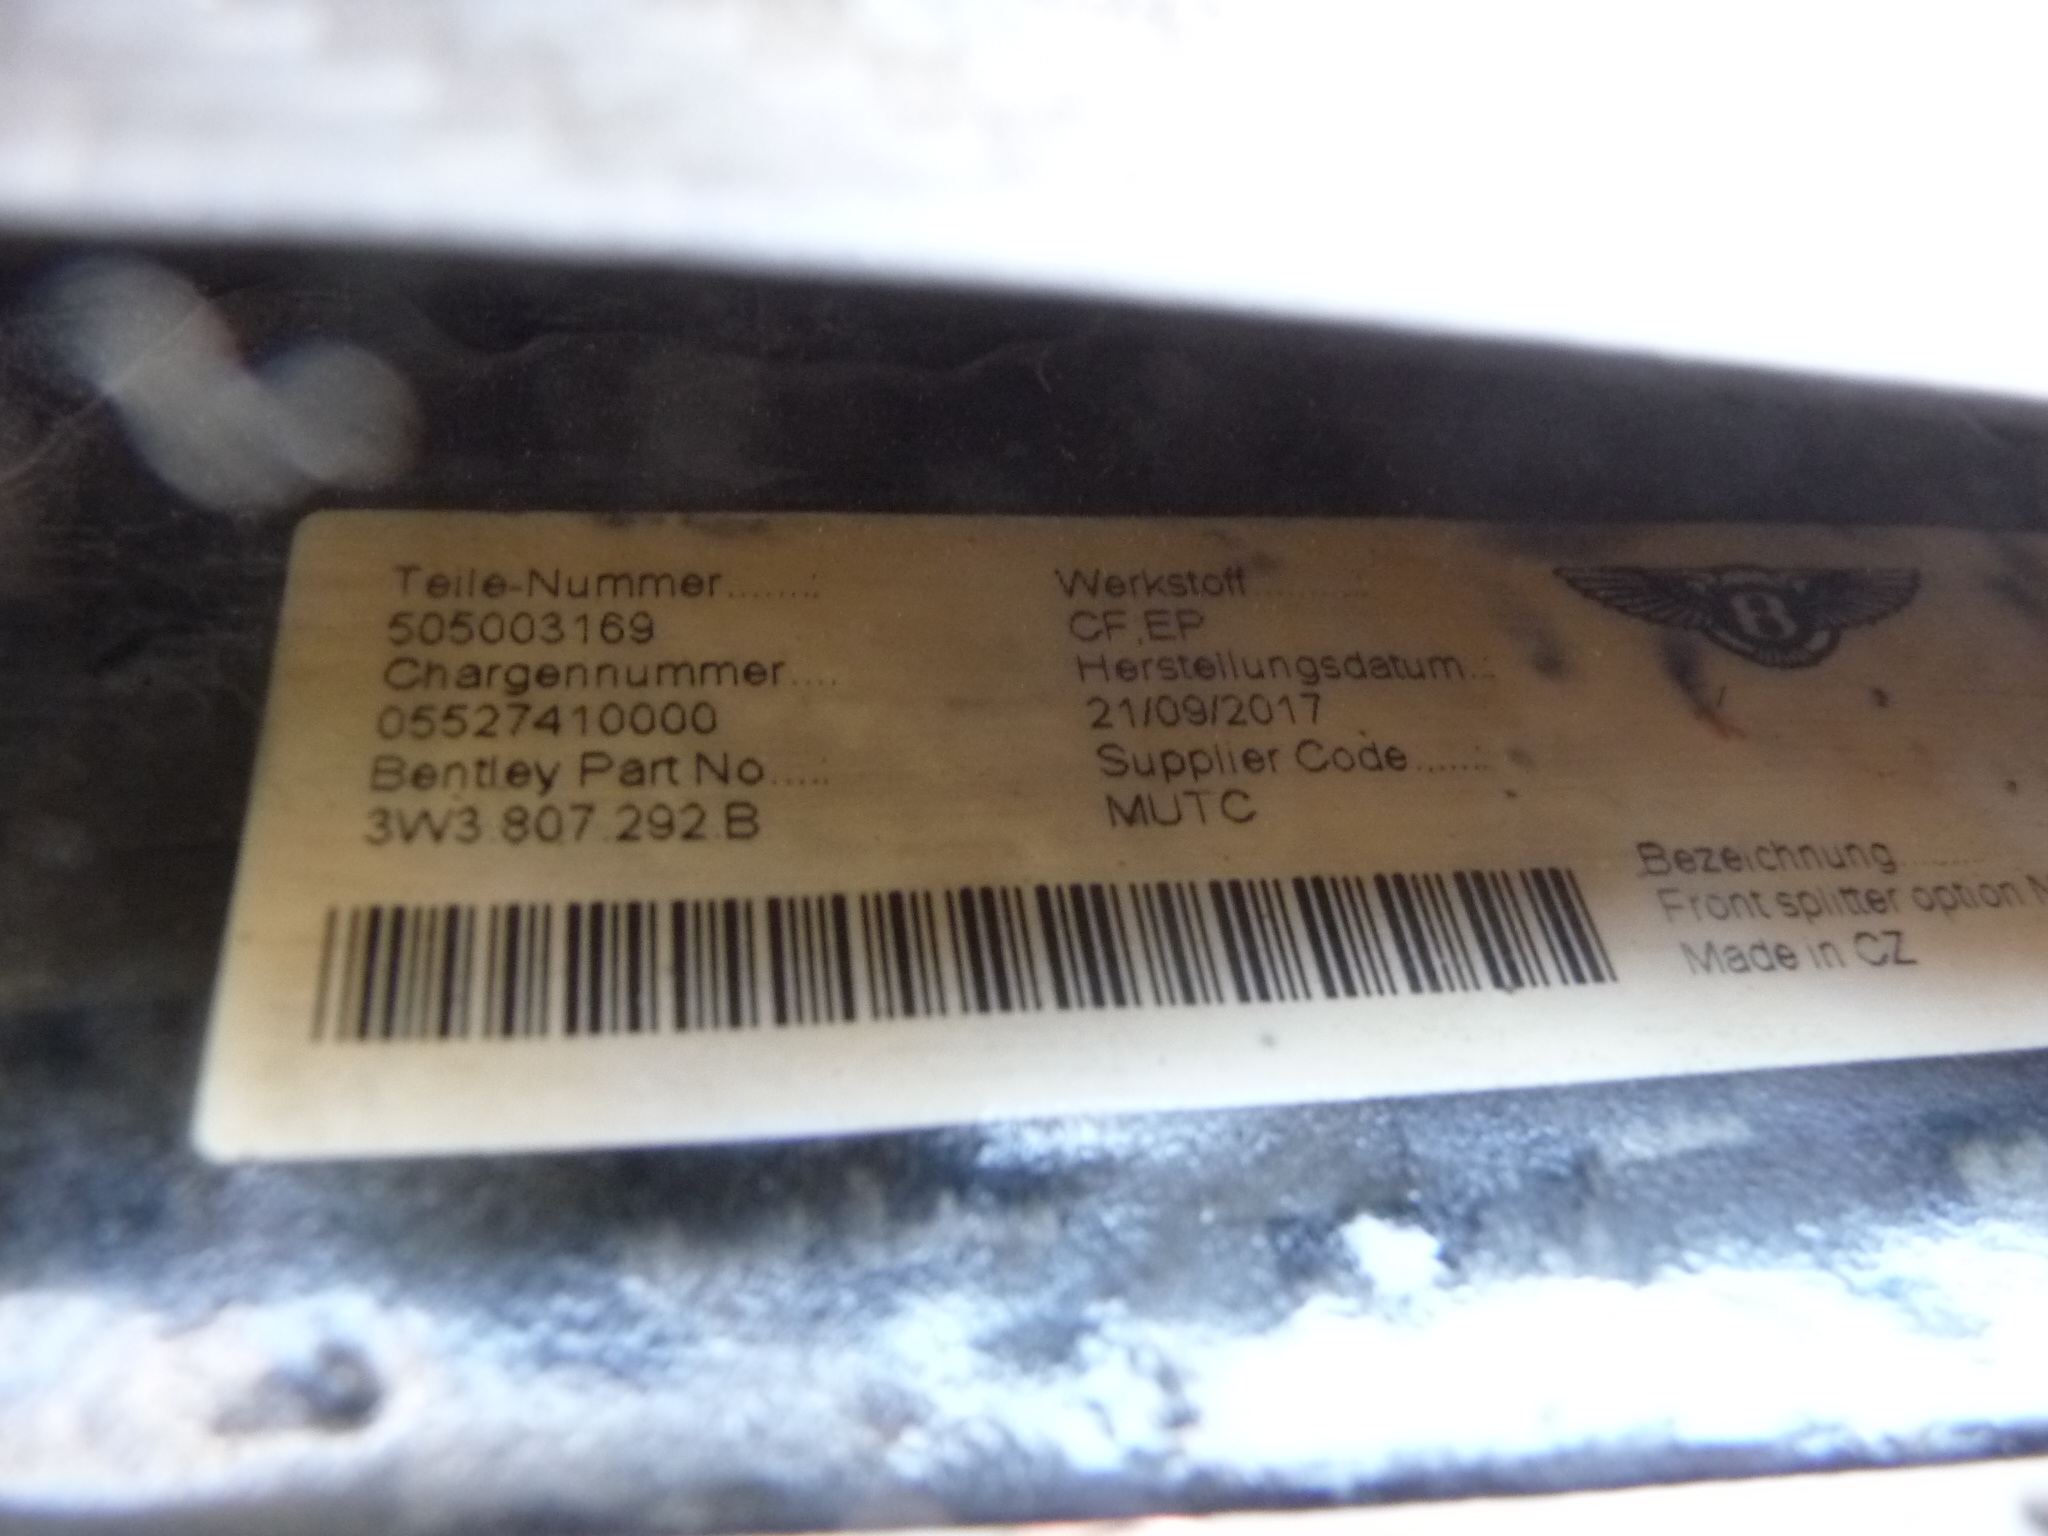 Teile-Nummer........:
505003169
Chargennummer....
05527410000
Bentley Part No.....:
3W3.807.292.B
Werkstoff...........:
CF,EP
Herstellungsdatum..:
21/09/2017
Supplier Code.......:
MUTC
B
Bezeichnung.........
Front splitter option
Made in CZ